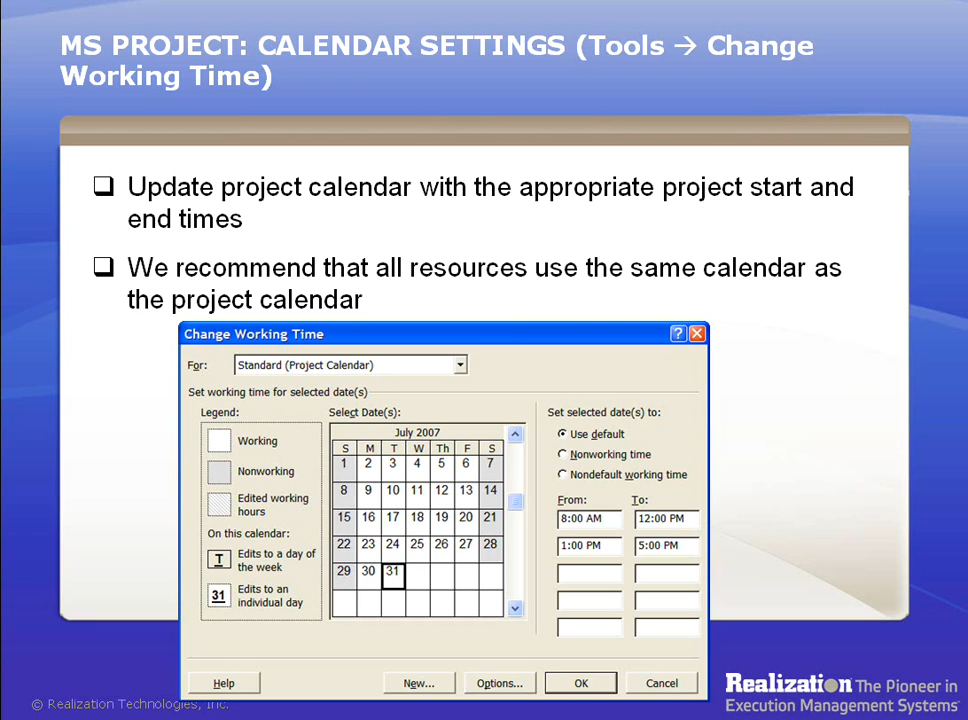 MS PROJECT: CALENDAR SETTINGS (Tools → Change
Working Time)
❑ Update project calendar with the appropriate project start and
end times
❑ We recommend that all resources use the same calendar as
the project calendar
Change Working Time
For: Standard (Project Calendar)
Set working time for selected date(s)
Legend:
Working
Nonworking
Edited working
hours
On this calendar:
T Edits to a day of
the week
31 Edits to an
individual day
Select Date(s):
July 2007
S M T W Th F S
1 2 3 4 5 6 7
8 9 10 11 12 13 14
15 16 17 18 19 20 21
22 23 24 25 26 27 28
29 30 31
Set selected date(s) to:
Use default
Nonworking time
Nondefault working time
From: To:
8:00 AM 12:00 PM
1:00 PM 5:00 PM
Help New... Options... OK Cancel
© Realization Technologies, Inc.
Realization The Pioneer in
Execution Management Systems